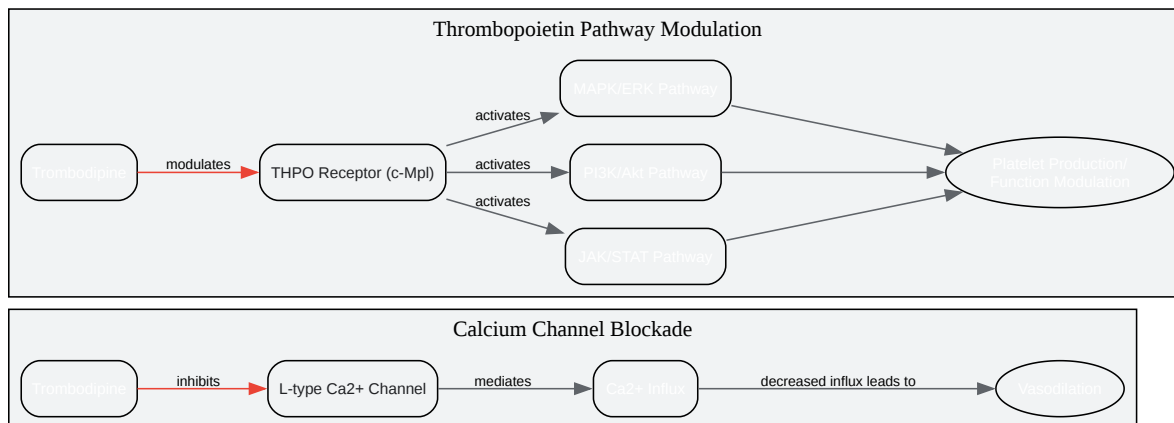 Thrombopoietin Pathway Modulation
MAPK/ERK Pathway
activates
Trombodipine
modulates
THPO Receptor (c-Mpl)
activates
PI3K/Akt Pathway
Platelet Production/
Function Modulation
activates
JAK/STAT Pathway
Calcium Channel Blockade
Trombodipine
inhibits
L-type Ca2+ Channel
mediates
Ca2+ Influx
decreased influx leads to
Vasodilation